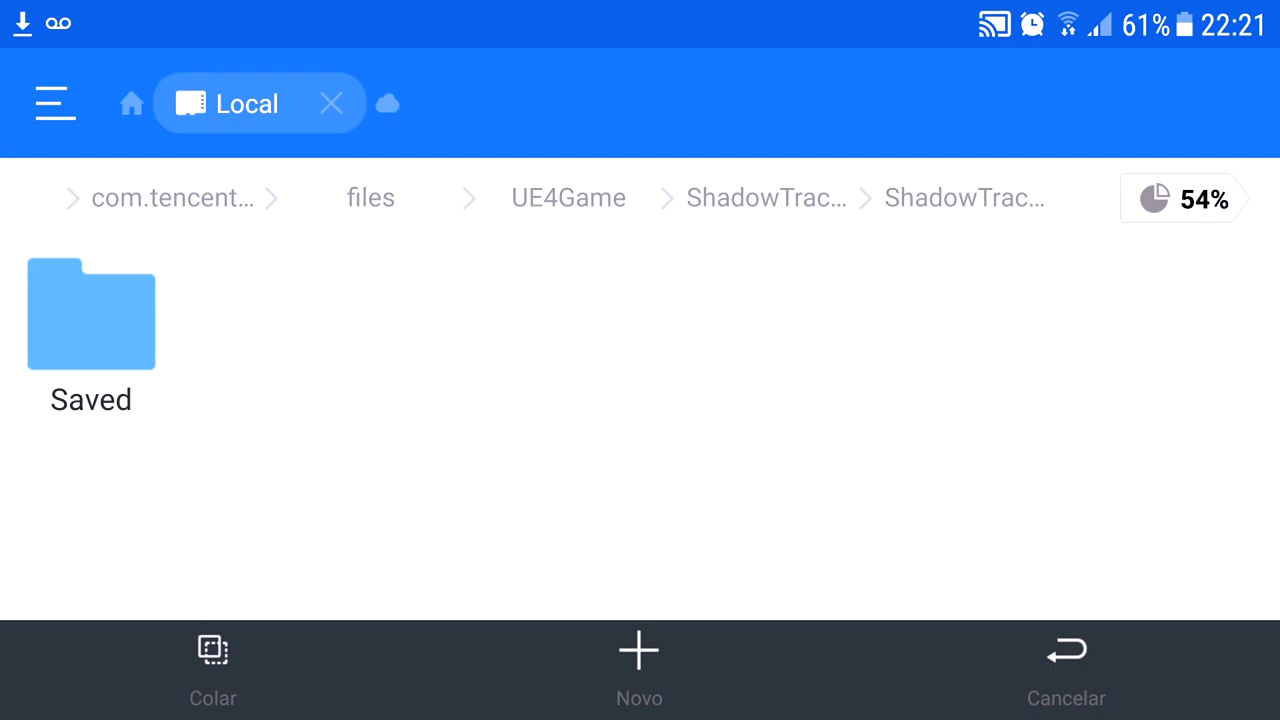 61% 22:21
Local
com.tencent... files UE4Game ShadowTrac... ShadowTrac... 54%
Saved
Colar Novo Cancelar